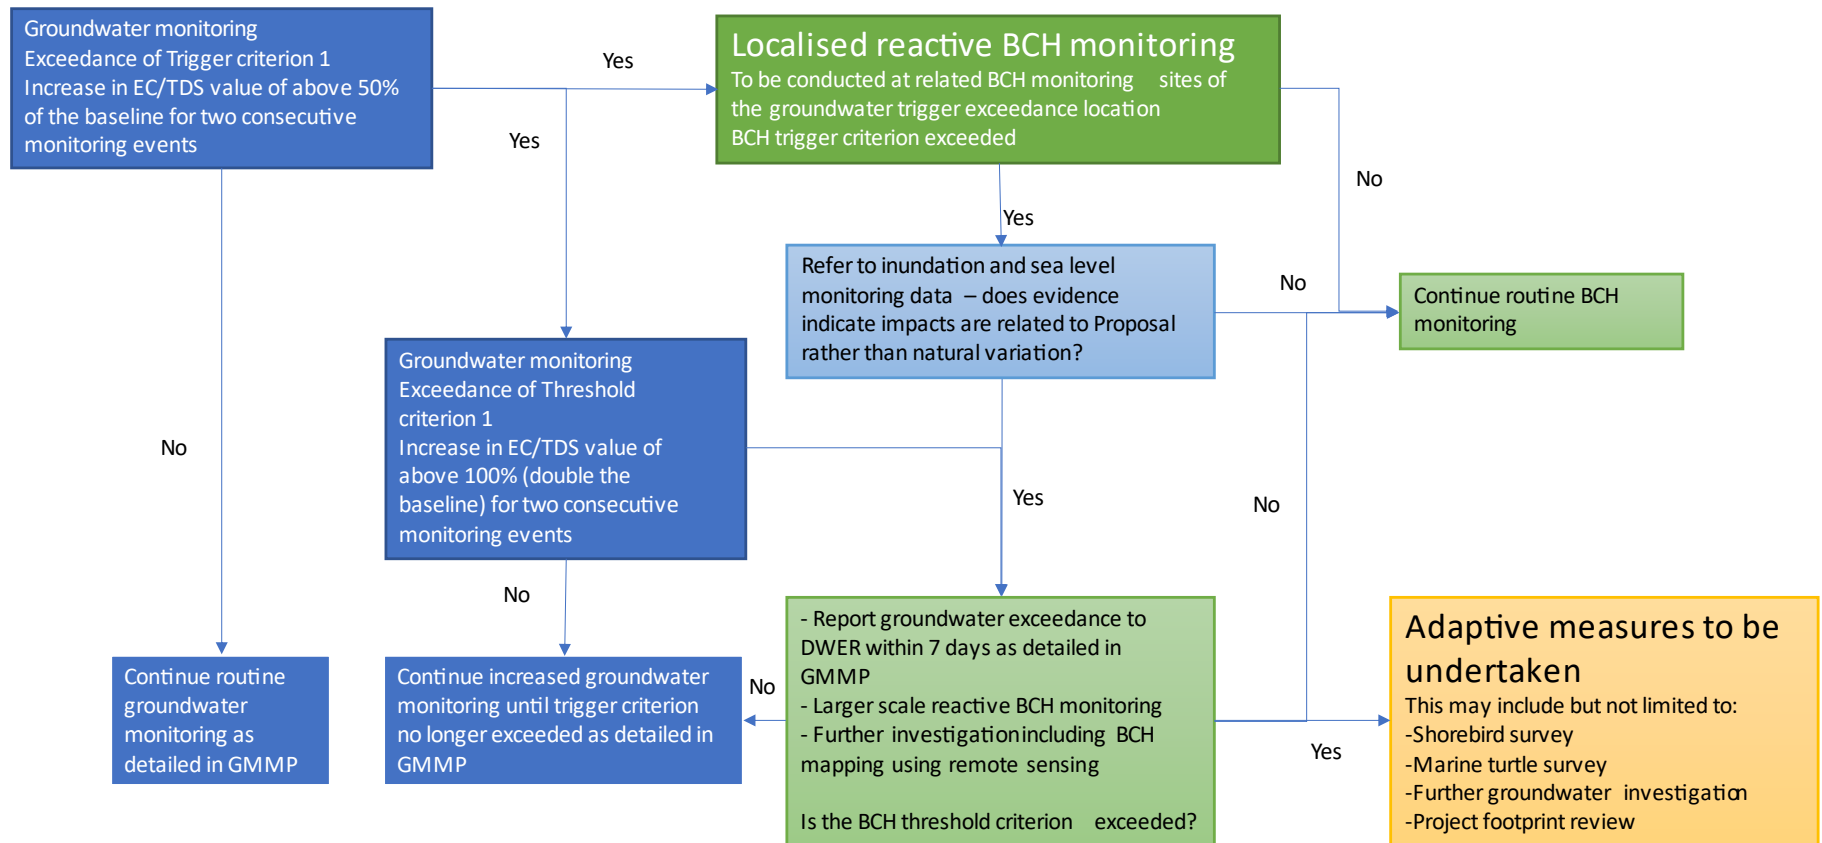 Groundwater monitoring
Exceedance of Trigger criterion 1
Increase in EC/TDS value of above 50%
of the baseline for two consecutive
monitoring events
Yes
Yes
Localised reactive BCH monitoring
To be conducted at related BCH monitoring sites of
the groundwater trigger exceedance location
BCH trigger criterion exceeded
No
Yes
Refer to inundation and sea level
monitoring data – does evidence
indicate impacts are related to Proposal
rather than natural variation?
No
Continue routine BCH
monitoring
Groundwater monitoring
Exceedance of Threshold
criterion 1
Increase in EC/TDS value of
above 100% (double the
baseline) for two consecutive
monitoring events
No
Yes
No
No
Continue routine
groundwater
monitoring as
detailed in GMMP
Continue increased groundwater
monitoring until trigger criterion
no longer exceeded as detailed in
GMMP
No
- Report groundwater exceedance to
DWER within 7 days as detailed in
GMMP
- Larger scale reactive BCH monitoring
- Further investigation including BCH
mapping using remote sensing
Is the BCH threshold criterion exceeded?
Yes
Adaptive measures to be
undertaken
This may include but not limited to:
-Shorebird survey
-Marine turtle survey
-Further groundwater investigation
-Project footprint review